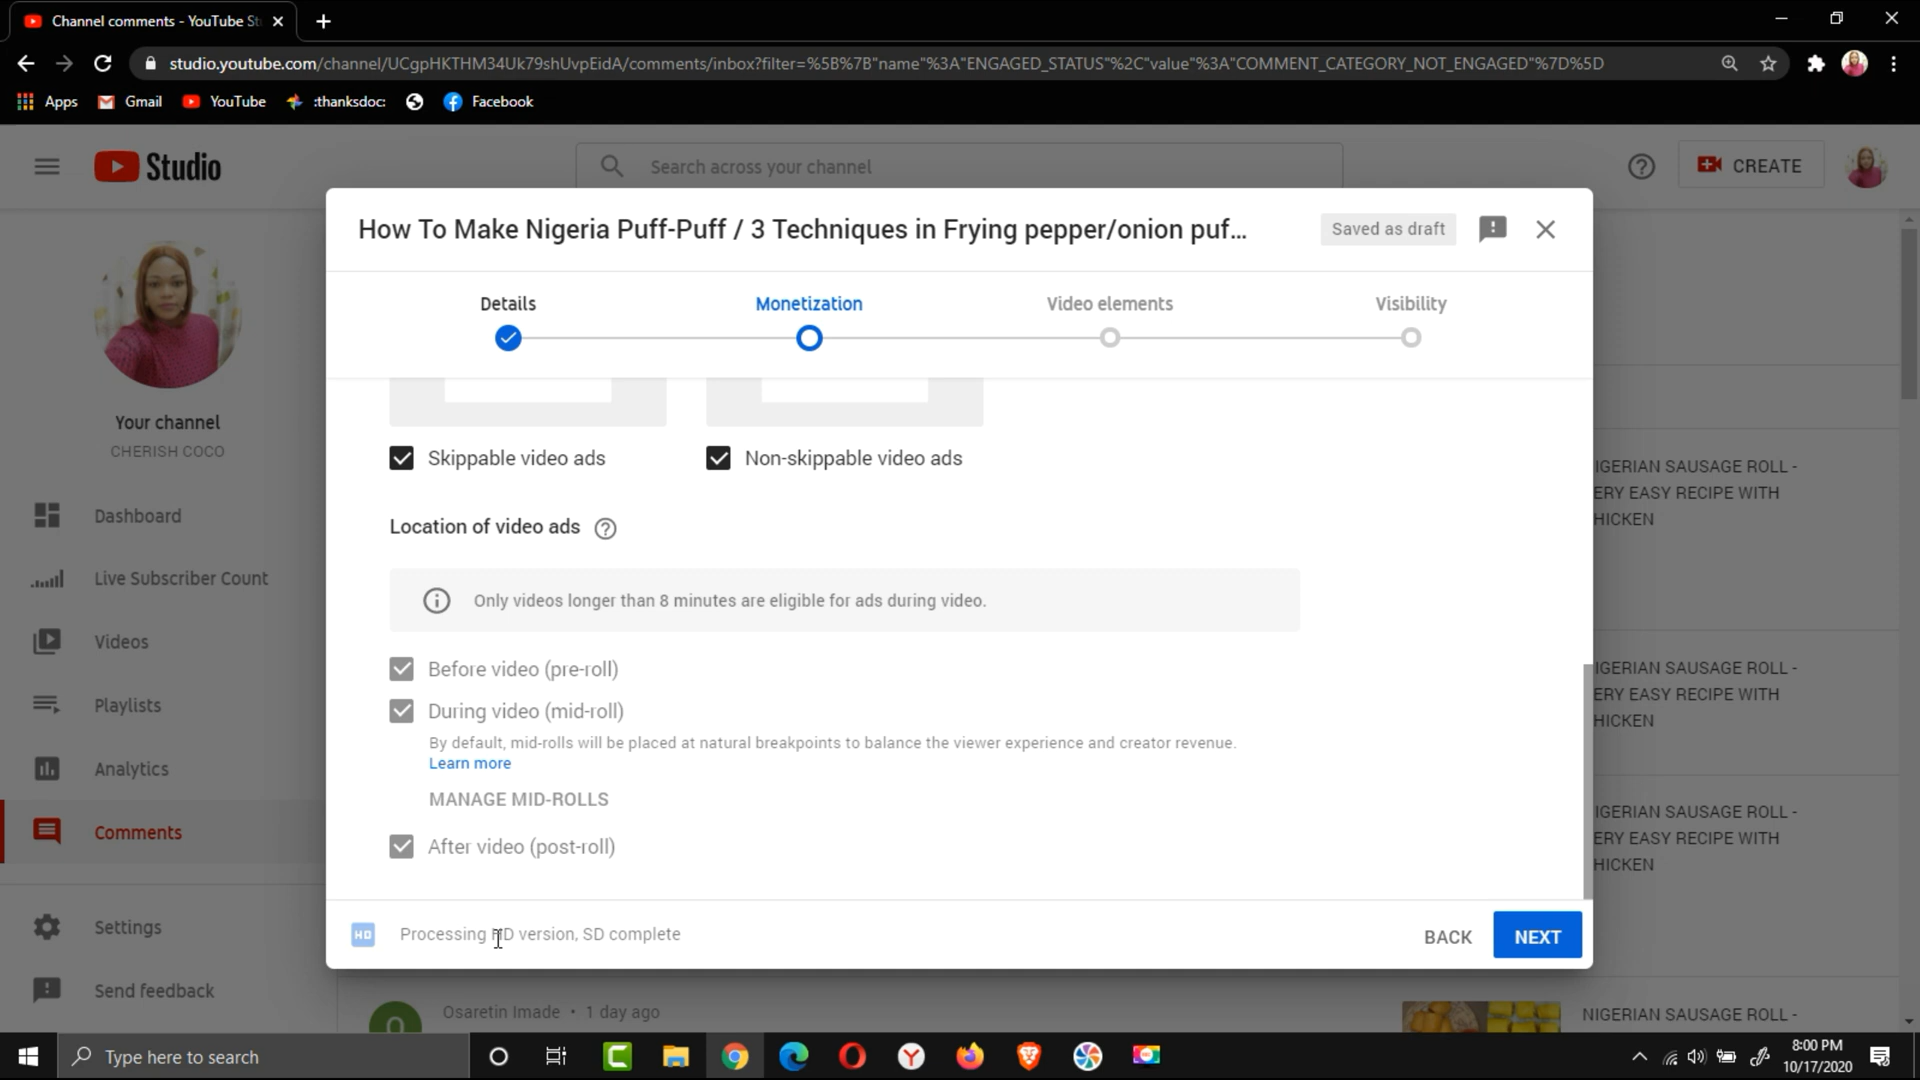 Channel comments - YouTube St
studio.youtube.com/channel/UCgpHKTHM34Uk79shUvpEidA/comments/inbox?filter=%5B%7B"name"%3A"ENGAGED_STATUS"%2C"value"%3A"COMMENT_CATEGORY_NOT_ENGAGED"%7D%5D
Apps Gmail YouTube :thanksdoc: Facebook
Studio
Search across your channel
CREATE
How To Make Nigeria Puff-Puff / 3 Techniques in Frying pepper/onion puf...
Saved as draft
Details Monetization Video elements Visibility
Your channel
CHERISH COCO
Dashboard
Live Subscriber Count
Videos
Playlists
Analytics
Comments
Settings
Send feedback
Skippable video ads
Non-skippable video ads
Location of video ads
Only videos longer than 8 minutes are eligible for ads during video.
Before video (pre-roll)
During video (mid-roll)
By default, mid-rolls will be placed at natural breakpoints to balance the viewer experience and creator revenue.
Learn more
MANAGE MID-ROLLS
After video (post-roll)
HD
Processing HD version, SD complete
BACK
NEXT
IGERIAN SAUSAGE ROLL -
ERY EASY RECIPE WITH
HICKEN
IGERIAN SAUSAGE ROLL -
ERY EASY RECIPE WITH
HICKEN
IGERIAN SAUSAGE ROLL -
ERY EASY RECIPE WITH
HICKEN
O
Osaretin Imade • 1 day ago
NIGERIAN SAUSAGE ROLL -
Type here to search
8:00 PM
10/17/2020